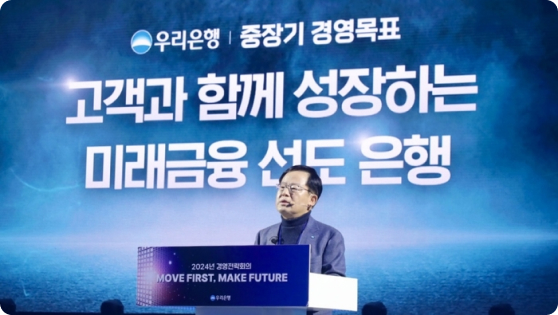 우리은행 | 중장기 경영목표
고객과 함께 성장하는
미래금융 선도 은행
2024년 경영전략회의
MOVE FIRST, MAKE FUTURE
우리은행